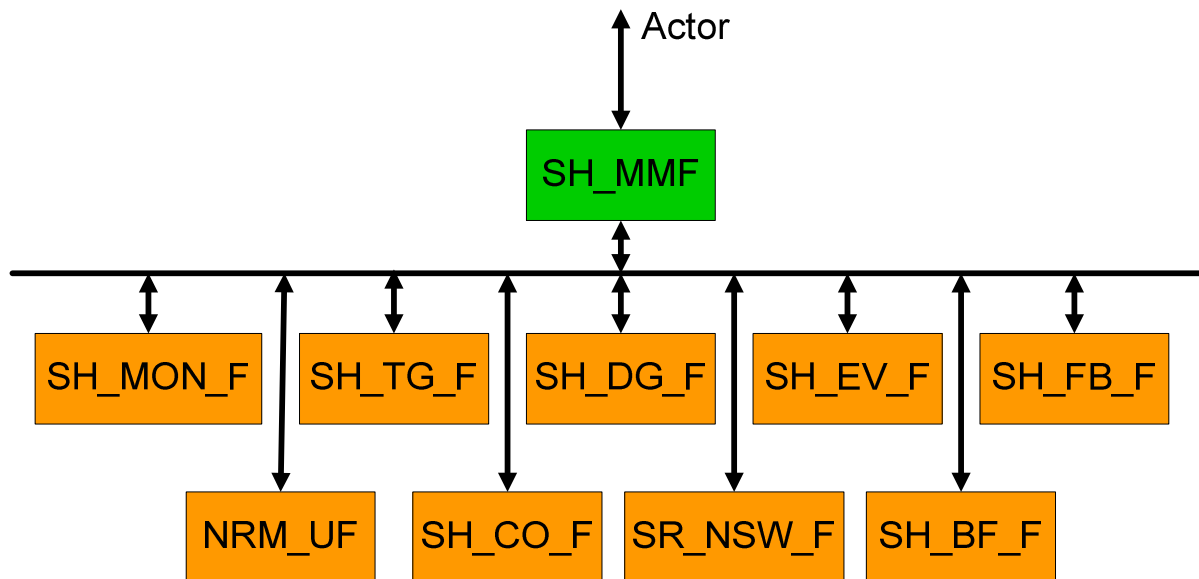 Actor
SH_MMF
SH_MON_F
SH_TG_F
SH_DG_F
SH_EV_F
SH_FB_F
NRM_UF
SH_CO_F
SR_NSW_F
SH_BF_F